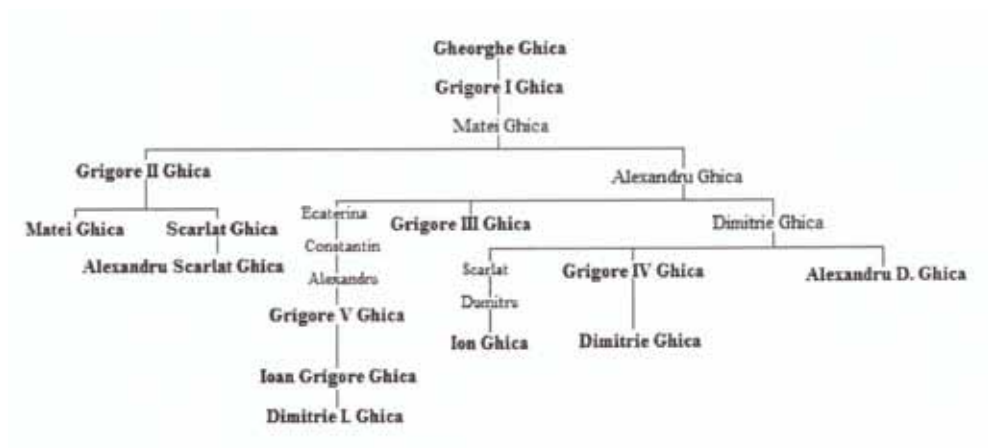 Gheorghe Ghica
Grigore I Ghica
Matei Ghica
Grigore II Ghica
Alexandru Ghica
Ecaterina
Grigore III Ghica
Dimitrie Ghica
Matei Ghica
Scarlat Ghica
Constantin
Alexandru Scarlat Ghica
Alexandru
Scarlat
Grigore IV Ghica
Alexandru D. Ghica
Dumitru
Grigore V Ghica
Ion Ghica
Dimitrie Ghica
Ioan Grigore Ghica
Dimitrie I. Ghica